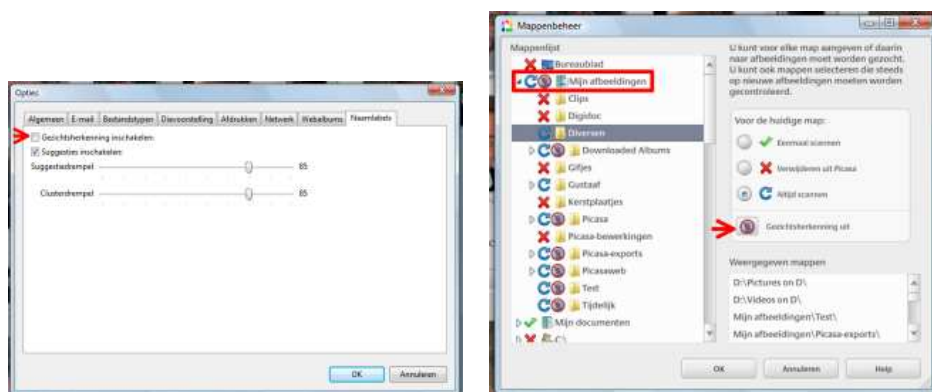 Opties
Algemeen E-mail Bestandstypen Diavoorstelling Afdrukken Netwerk Webalbums Naamlabels
Gezichtsherkenning inschakelen
Suggesties inschakelen
Suggestiedrempel 85
Clusterdrempel 85
OK Annuleren
Mappenbeheer
Mappenlijst
Bureaublad
Mijn afbeeldingen
Clips
Digidoc
Diversen
Downloaded Albums
Gifjes
Gustaaf
Kerstplaatjes
Picasa
Picasa-bewerkingen
Picasa-exports
Picasaweb
Test
Tijdelijk
Mijn documenten
C:\
U kunt voor elke map aangeven of daarin
naar afbeeldingen moet worden gezocht.
U kunt ook mappen selecteren die steeds
op nieuwe afbeeldingen moeten worden
gecontroleerd.
Voor de huidige map:
Eenmaal scannen
Verwijderen uit Picasa
Altijd scannen
Gezichtsherkenning uit
Weergegeven mappen
D:\Pictures on D\
D:\Videos on D\
Mijn afbeeldingen\Test\
Mijn afbeeldingen\Picasa-exports\
OK Annuleren Help